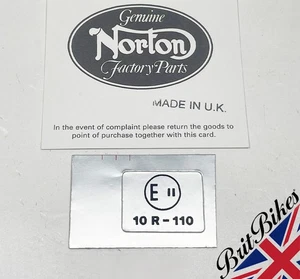 Genuine
Norton
Factory Parts
MADE IN U.K.
In the event of complaint please return the goods to
point of purchase together with this card.
E 11
10 R - 110
BritBikes